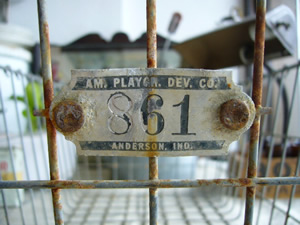 AM. PLAYGR. DEV. CO.
861
ANDERSON, IND.